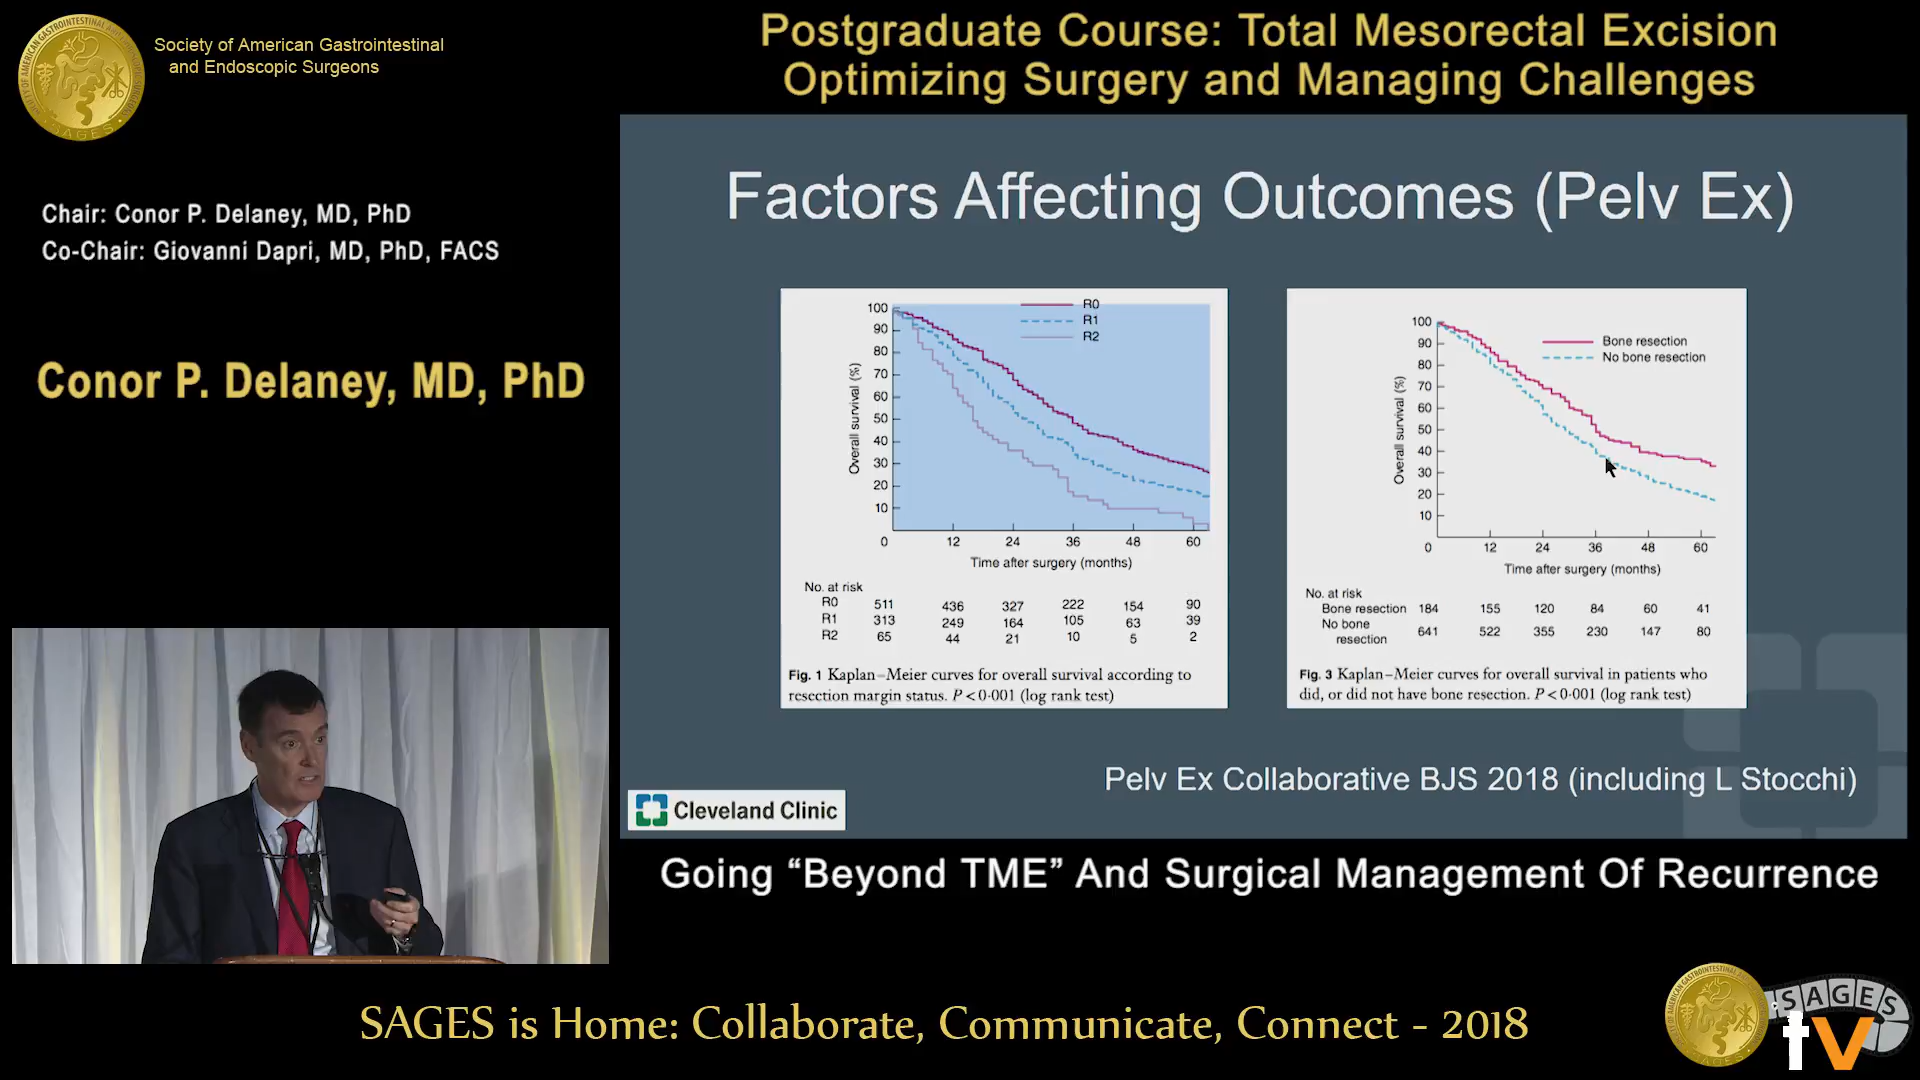 Society of American Gastrointestinal
and Endoscopic Surgeons
Postgraduate Course: Total Mesorectal Excision
Optimizing Surgery and Managing Challenges
Chair: Conor P. Delaney, MD, PhD
Co-Chair: Giovanni Dapri, MD, PhD, FACS
Conor P. Delaney, MD, PhD
Factors Affecting Outcomes (Pelv Ex)
R0
R1
R2
Overall survival (%)
100
90
80
70
60
50
40
30
20
10
0 12 24 36 48 60
Time after surgery (months)
No. at risk
R0 511 436 327 222 154 90
R1 313 249 164 105 63 39
R2 65 44 21 10 5 2
Fig. 1 Kaplan–Meier curves for overall survival according to
resection margin status. P < 0·001 (log rank test)
Bone resection
No bone resection
Overall survival (%)
100
90
80
70
60
50
40
30
20
10
0 12 24 36 48 60
Time after surgery (months)
No. at risk
Bone resection 184 155 120 84 60 41
No bone
resection 641 522 355 230 147 80
Fig. 3 Kaplan–Meier curves for overall survival in patients who
did, or did not have bone resection. P < 0·001 (log rank test)
Pelv Ex Collaborative BJS 2018 (including L Stocchi)
Cleveland Clinic
Going “Beyond TME” And Surgical Management Of Recurrence
SAGES is Home: Collaborate, Communicate, Connect - 2018
SAGES
tv